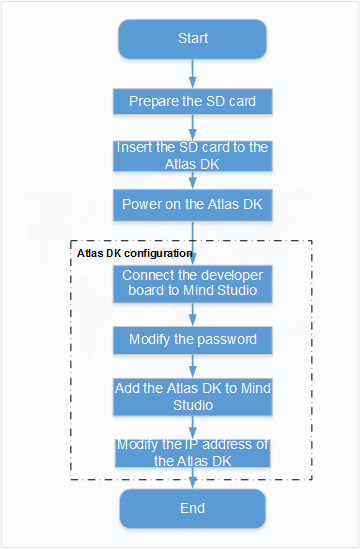 Start
Prepare the SD card
Insert the SD card to the
Atlas DK
Power on the Atlas DK
Atlas DK configuration
Connect the developer
board to Mind Studio
Modify the password
Add the Atlas DK to Mind
Studio
Modify the IP address of
the Atlas DK
End